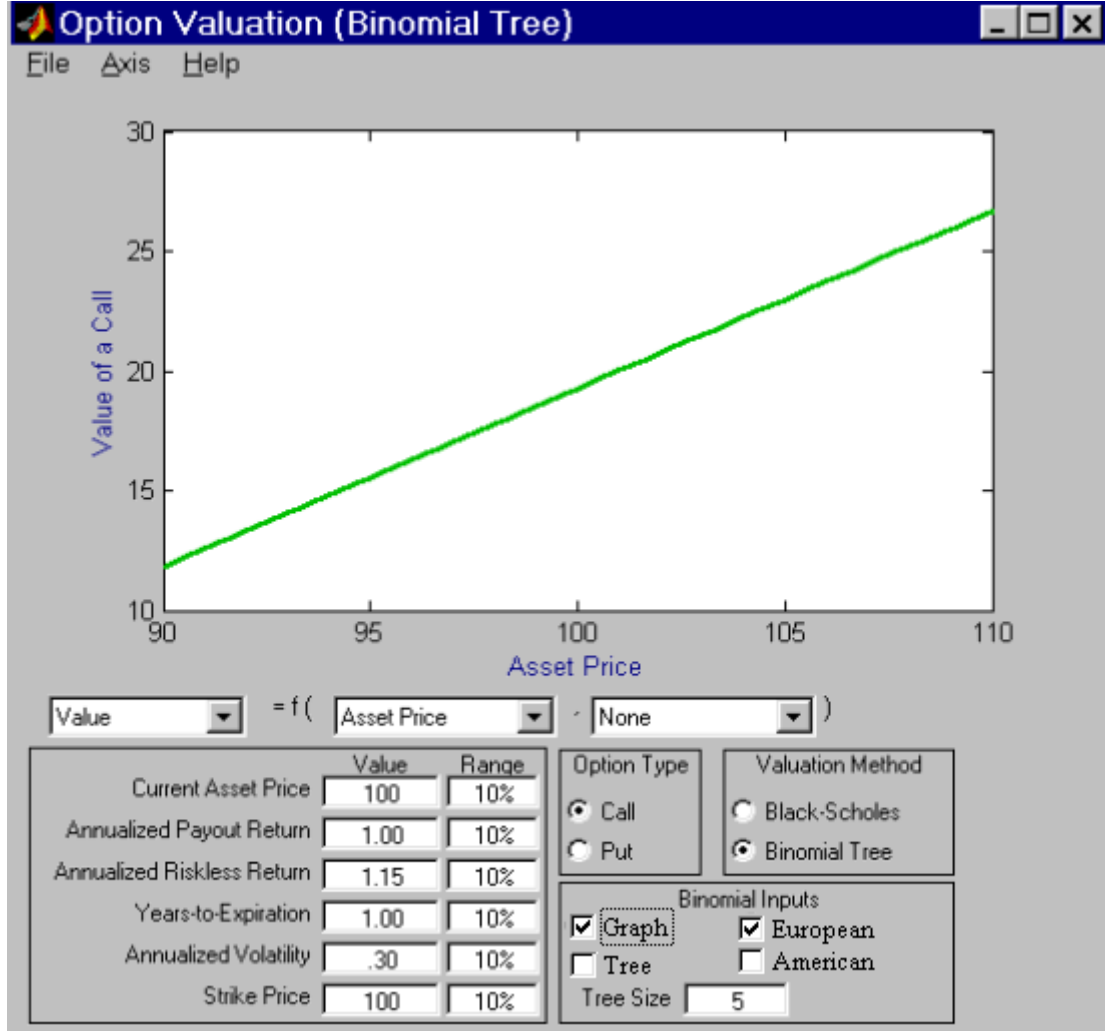 Option Valuation (Binomial Tree)
File Axis Help
30
25
20
15
10
Value of a Call
90 95 100 105 110
Asset Price
Value = f ( Asset Price , None )
Value Range
Current Asset Price 100 10%
Annualized Payout Return 1.00 10%
Annualized Riskless Return 1.15 10%
Years-to-Expiration 1.00 10%
Annualized Volatility .30 10%
Strike Price 100 10%
Option Type
Call
Put
Valuation Method
Black-Scholes
Binomial Tree
Binomial Inputs
Graph European
Tree American
Tree Size 5